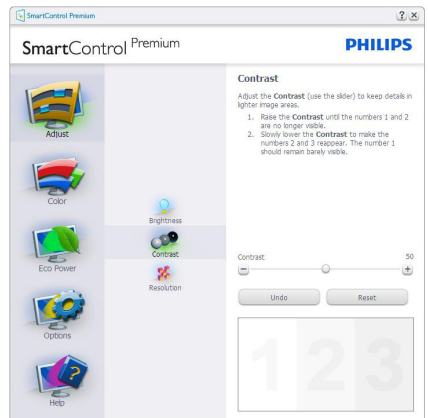 SmartControl Premium
SmartControl Premium
PHILIPS
Adjust
Color
Eco Power
Options
Help
Brightness
Contrast
Resolution
Contrast
Adjust the Contrast (use the slider) to keep details in
lighter image areas.
1. Raise the Contrast until the numbers 1 and 2
are no longer visible.
2. Slowly lower the Contrast to make the
numbers 2 and 3 reappear. The number 1
should remain barely visible.
Contrast 50
Undo Reset
1 2 3